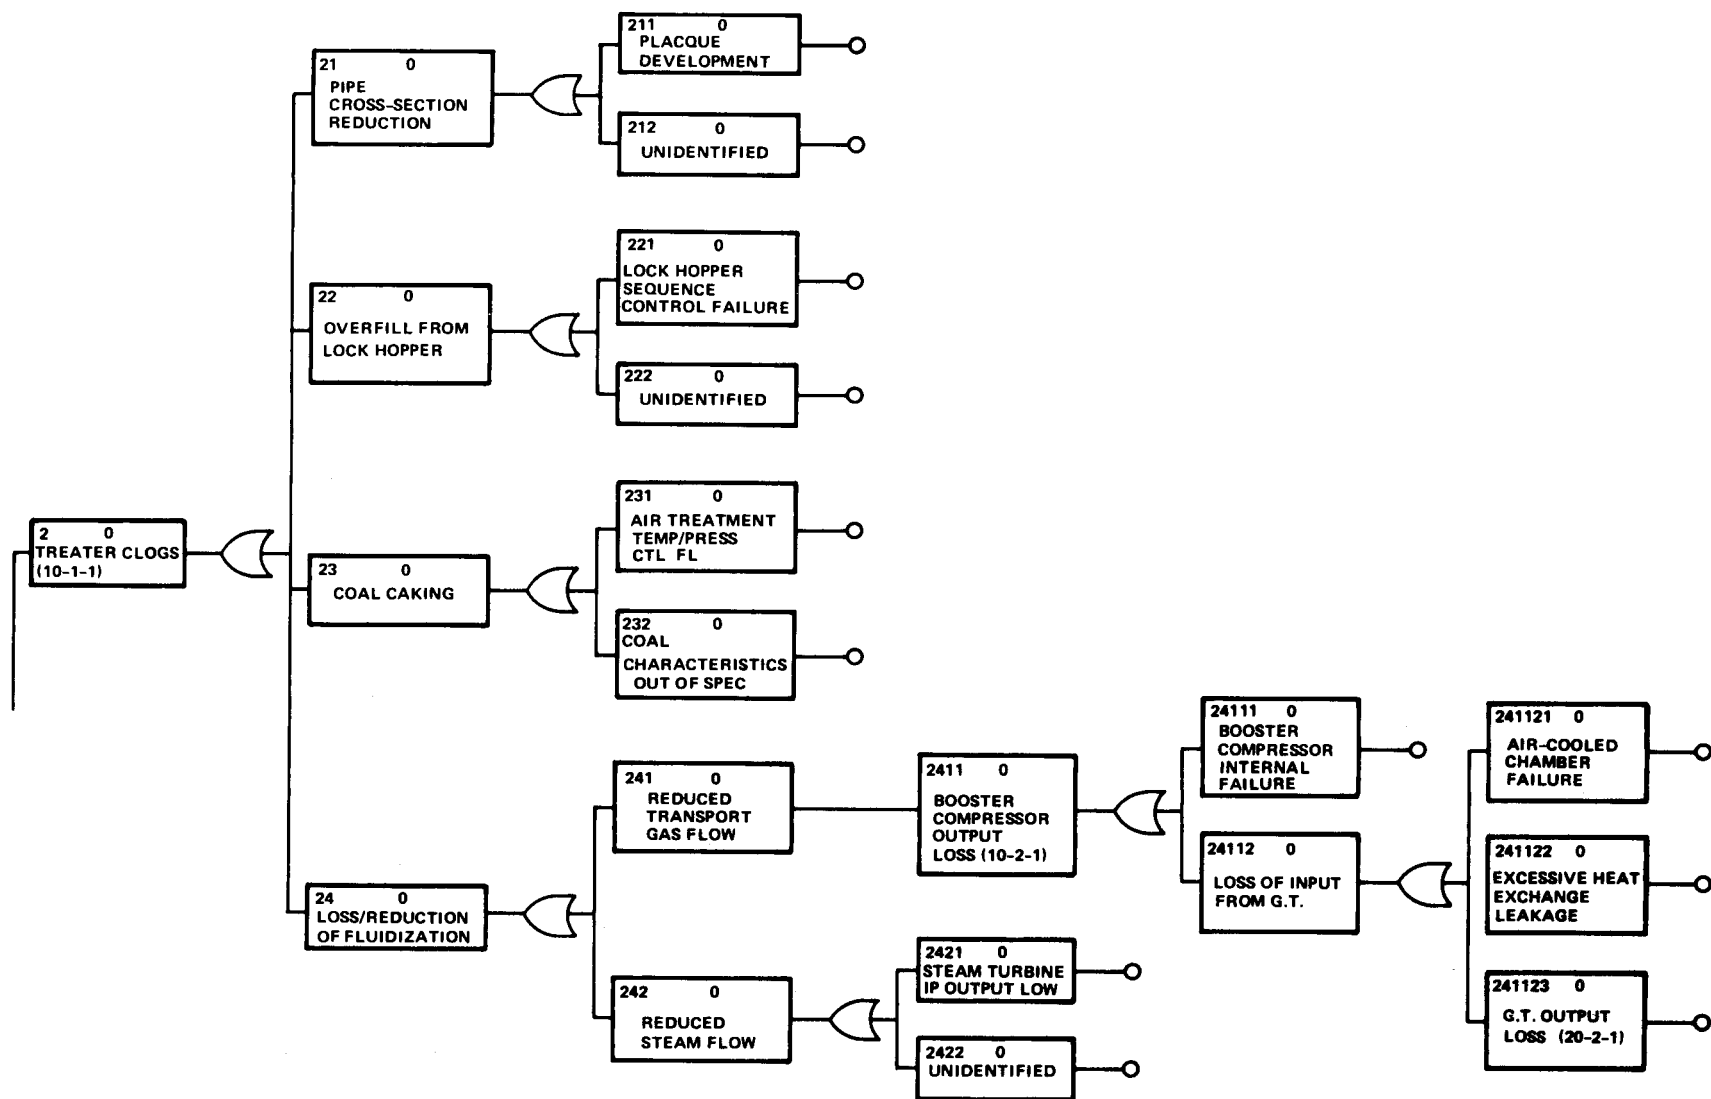 211 0
PLACQUE
DEVELOPMENT
21 0
PIPE
CROSS-SECTION
REDUCTION
212 0
UNIDENTIFIED
221 0
LOCK HOPPER
SEQUENCE
CONTROL FAILURE
22 0
OVERFILL FROM
LOCK HOPPER
222 0
UNIDENTIFIED
2 0
TREATER CLOGS
(10-1-1)
231 0
AIR TREATMENT
TEMP/PRESS
CTL FL
23 0
COAL CAKING
232 0
COAL
CHARACTERISTICS
OUT OF SPEC
24 0
LOSS/REDUCTION
OF FLUIDIZATION
241 0
REDUCED
TRANSPORT
GAS FLOW
2411 0
BOOSTER
COMPRESSOR
OUTPUT
LOSS (10-2-1)
24111 0
BOOSTER
COMPRESSOR
INTERNAL
FAILURE
24112 0
LOSS OF INPUT
FROM G.T.
241121 0
AIR-COOLED
CHAMBER
FAILURE
241122 0
EXCESSIVE HEAT
EXCHANGE
LEAKAGE
241123 0
G.T. OUTPUT
LOSS (20-2-1)
242 0
REDUCED
STEAM FLOW
2421 0
STEAM TURBINE
IP OUTPUT LOW
2422 0
UNIDENTIFIED